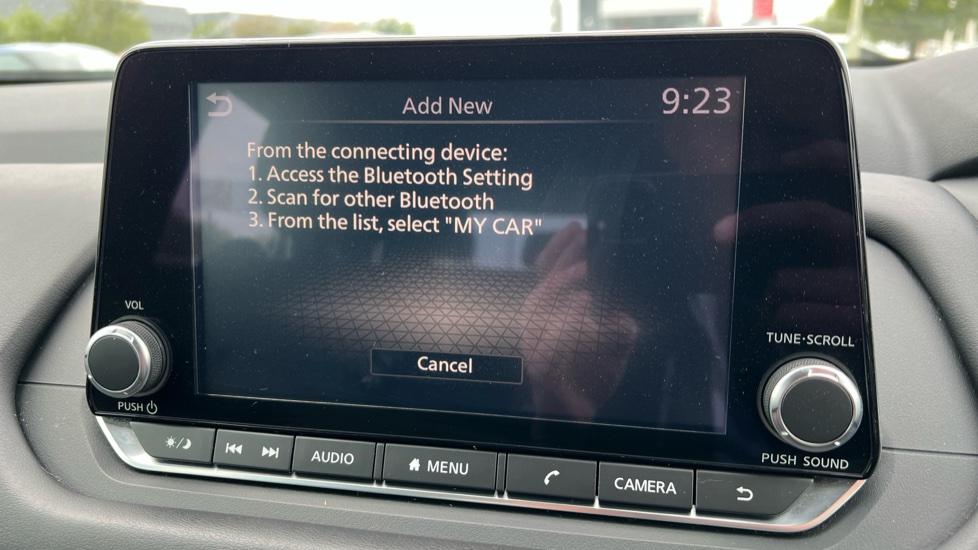 Add New
9:23
From the connecting device:
1. Access the Bluetooth Setting
2. Scan for other Bluetooth
3. From the list, select "MY CAR"
Cancel
VOL
PUSH
TUNE·SCROLL
PUSH SOUND
AUDIO
MENU
CAMERA